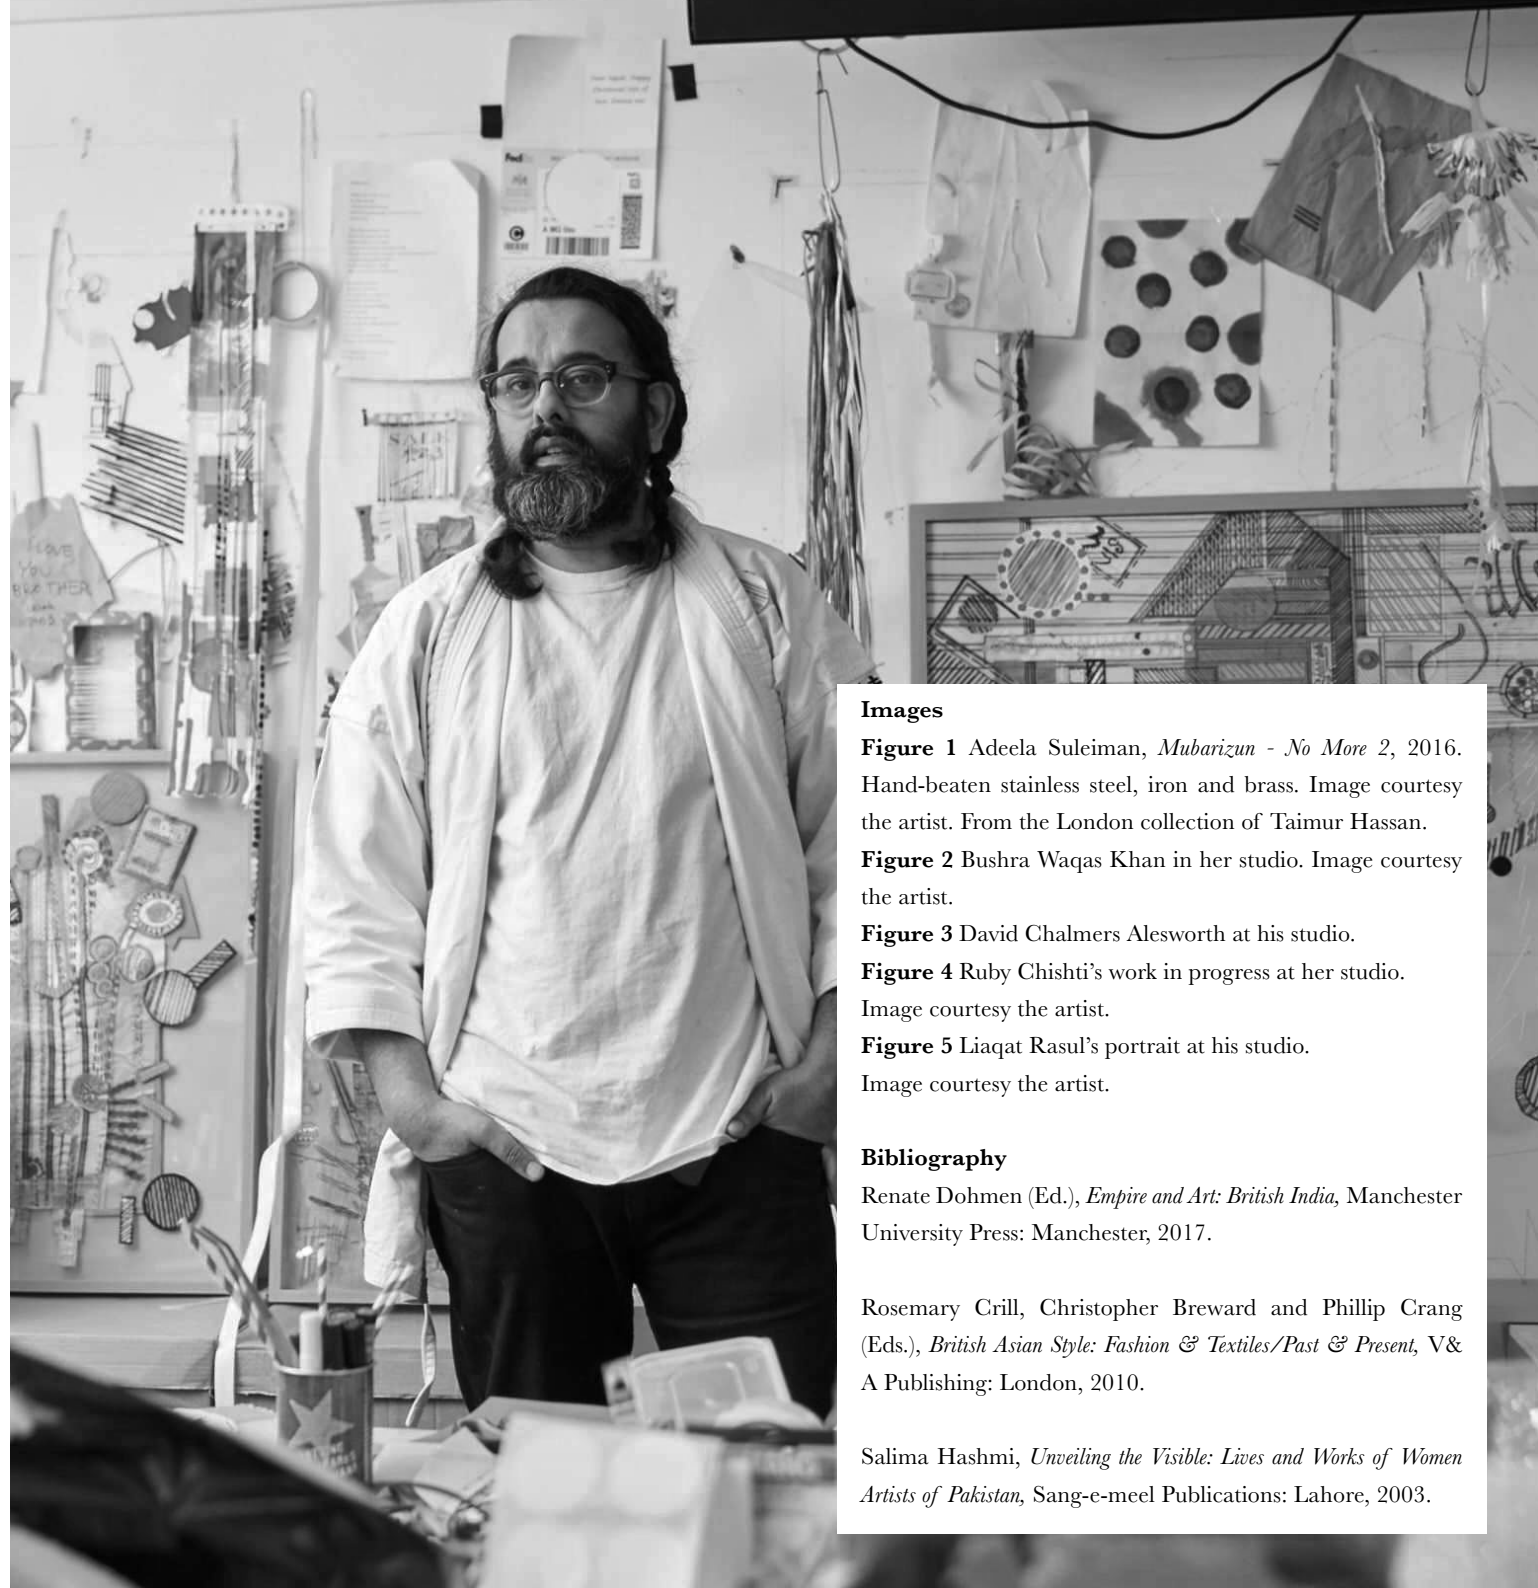 FedEx
SALE
I LOVE
YOU
BROTHER
Images
Figure 1 Adeela Suleiman, Mubarizun - No More 2, 2016.
Hand-beaten stainless steel, iron and brass. Image courtesy
the artist. From the London collection of Taimur Hassan.
Figure 2 Bushra Waqas Khan in her studio. Image courtesy
the artist.
Figure 3 David Chalmers Alesworth at his studio.
Figure 4 Ruby Chishti’s work in progress at her studio.
Image courtesy the artist.
Figure 5 Liaqat Rasul’s portrait at his studio.
Image courtesy the artist.
Bibliography
Renate Dohmen (Ed.), Empire and Art: British India, Manchester
University Press: Manchester, 2017.
Rosemary Crill, Christopher Breward and Phillip Crang
(Eds.), British Asian Style: Fashion & Textiles/Past & Present, V&
A Publishing: London, 2010.
Salima Hashmi, Unveiling the Visible: Lives and Works of Women
Artists of Pakistan, Sang-e-meel Publications: Lahore, 2003.